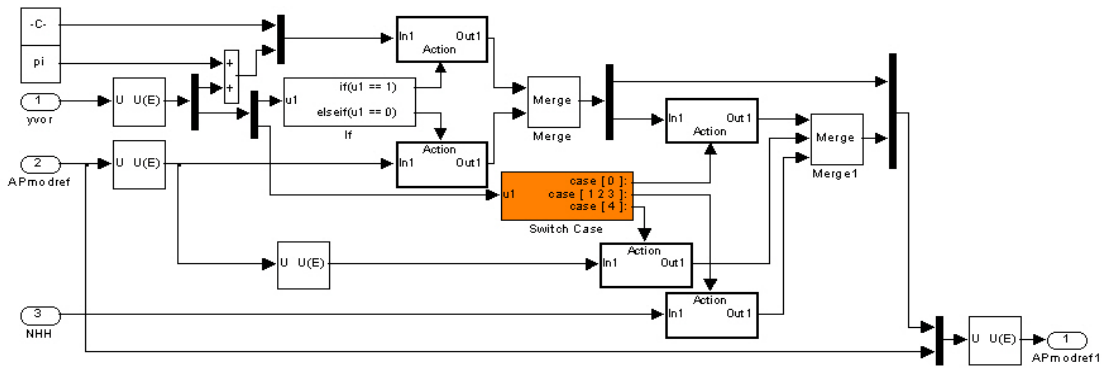 -C-
pi
+
+
1
yvor
U U(E)
2
APmodref
U U(E)
u1
if(u1 == 1)
elseif(u1 == 0)
If
In1
Out1
Action
Action
In1
Out1
Merge
Merge
In1
Out1
Action
Merge
Merge1
u1
case [ 0 ]:
case [ 1 2 3 ]:
case [ 4 ]:
Switch Case
U U(E)
Action
In1
Out1
Action
In1
Out1
3
NHH
U U(E)
1
APmodref1